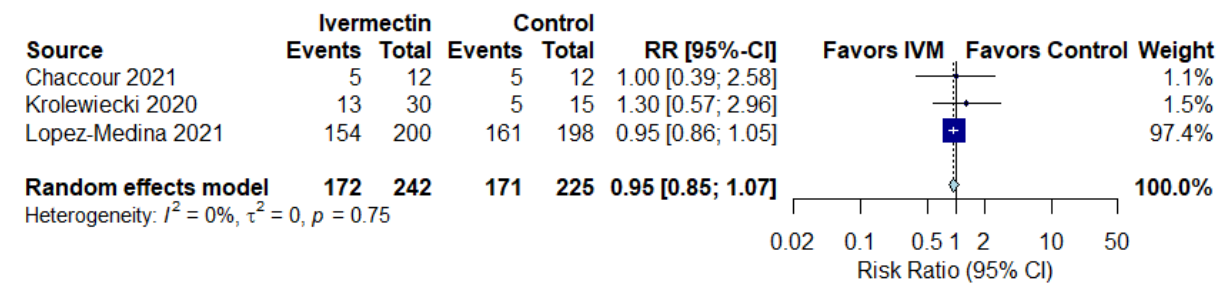 Ivermectin Control
Source Events Total Events Total RR [95%-CI] Favors IVM Favors Control Weight
Chaccour 2021 5 12 5 12 1.00 [0.39; 2.58] 1.1%
Krolewiecki 2020 13 30 5 15 1.30 [0.57; 2.96] 1.5%
Lopez-Medina 2021 154 200 161 198 0.95 [0.86; 1.05] 97.4%
Random effects model 172 242 171 225 0.95 [0.85; 1.07] 100.0%
Heterogeneity: I² = 0%, τ² = 0, p = 0.75
0.02 0.1 0.5 1 2 10 50
Risk Ratio (95% CI)